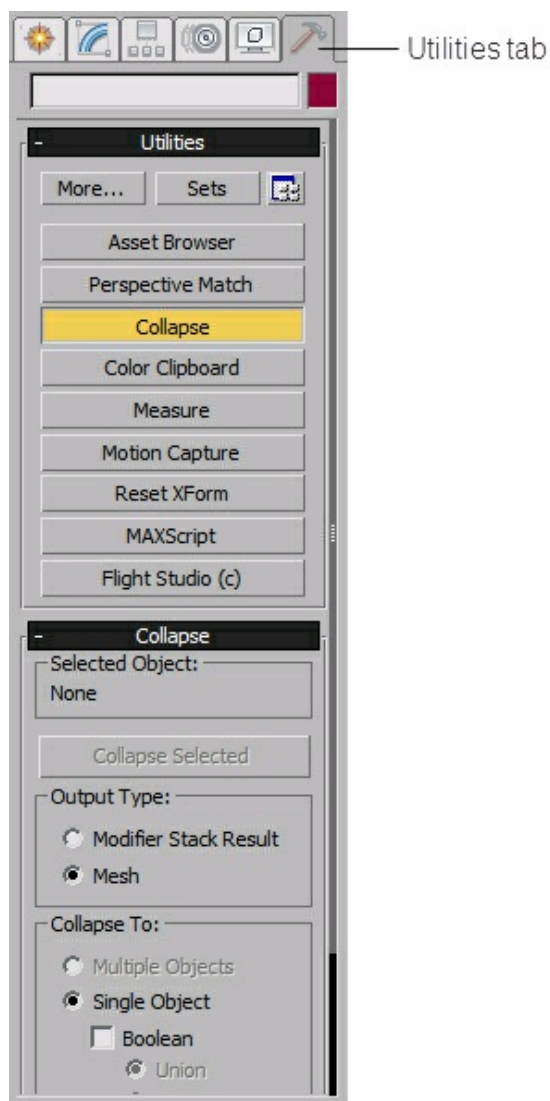 Utilities tab
- Utilities
More... Sets
Asset Browser
Perspective Match
Collapse
Color Clipboard
Measure
Motion Capture
Reset XForm
MAXScript
Flight Studio (c)
- Collapse
Selected Object:
None
Collapse Selected
Output Type:
Modifier Stack Result
Mesh
Collapse To:
Multiple Objects
Single Object
Boolean
Union